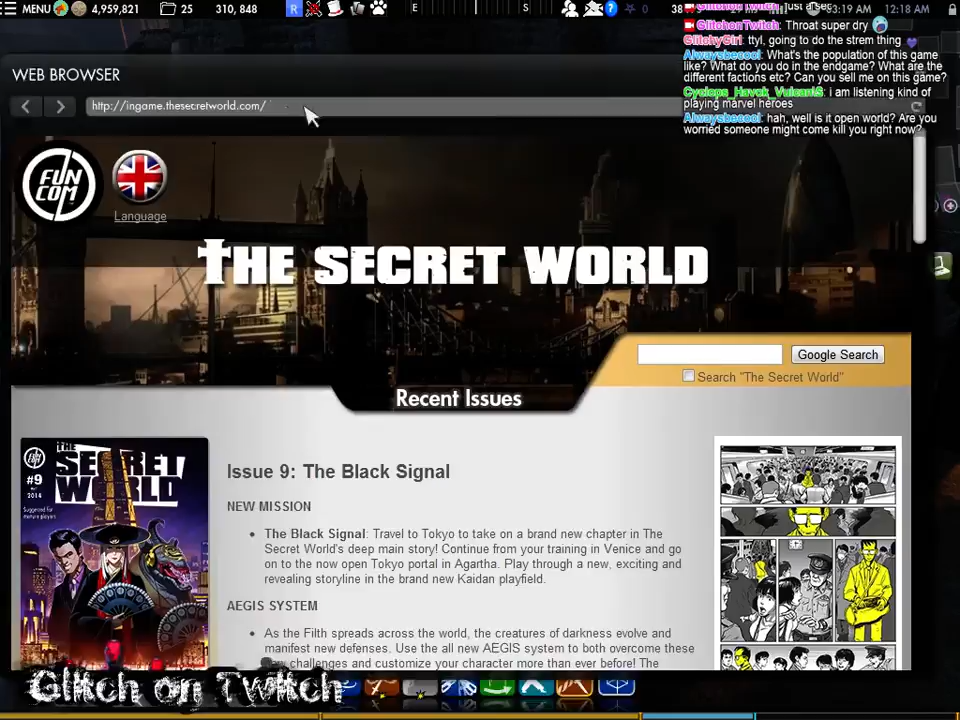 MENU 4,959,821 25 310, 848 R E S ? 12:18 AM
GlitchonTwitch: Throat super dry
GlitchyGirl: ttyl, going to do the strem thing
Alwaysbecool: What's the population of this game
like? What do you do in the endgame? What are the
different factions etc? Can you sell me on this game?
Cyclops_Havok_VulcanIS: i am listening kind of
playing marvel heroes
Alwaysbecool: hah, well is it open world? Are you
worried someone might come kill you right now?
WEB BROWSER
http://ingame.thesecretworld.com/
FUN
COM
Language
THE SECRET WORLD
Google Search
Search "The Secret World"
Recent Issues
THE
SECRET
WORLD
FUN
COM
#9
2014
Suggested for
mature players
Issue 9: The Black Signal
NEW MISSION
• The Black Signal: Travel to Tokyo to take on a brand new chapter in The
Secret World's deep main story! Continue from your training in Venice and go
on to the now open Tokyo portal in Agartha. Play through a new, exciting and
revealing storyline in the brand new Kaidan playfield.
AEGIS SYSTEM
• As the Filth spreads across the world, the creatures of darkness evolve and
manifest new defenses. Use the all new AEGIS system to both overcome these
new challenges and customize your character more than ever before! The
Glitch on Twitch